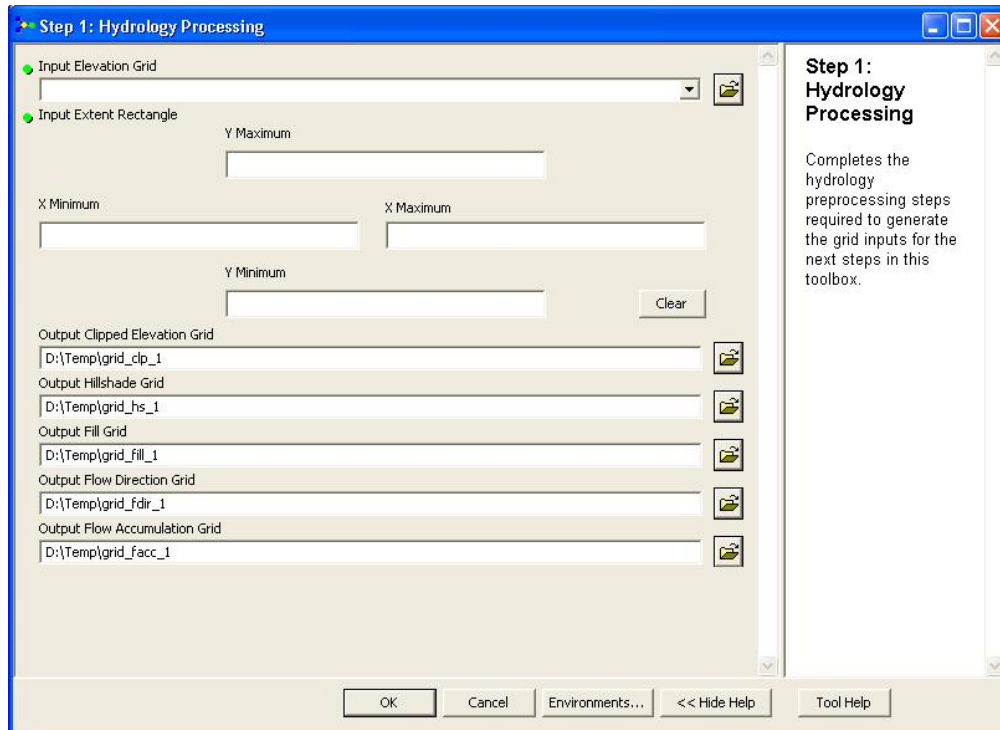 Step 1: Hydrology Processing
Input Elevation Grid
Input Extent Rectangle
Y Maximum
X Minimum
X Maximum
Y Minimum
Clear
Output Clipped Elevation Grid
D:\Temp\grid_clp_1
Output Hillshade Grid
D:\Temp\grid_hs_1
Output Fill Grid
D:\Temp\grid_fill_1
Output Flow Direction Grid
D:\Temp\grid_fdir_1
Output Flow Accumulation Grid
D:\Temp\grid_facc_1
Step 1:
Hydrology
Processing
Completes the
hydrology
preprocessing steps
required to generate
the grid inputs for the
next steps in this
toolbox.
OK
Cancel
Environments...
<< Hide Help
Tool Help